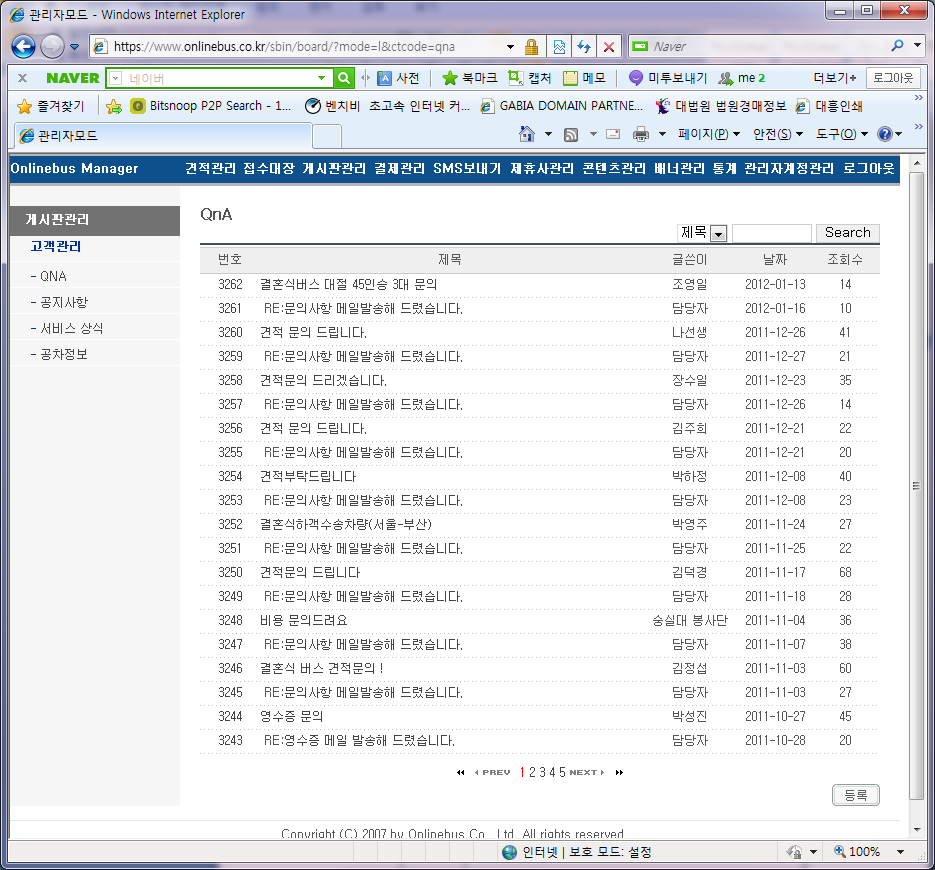 관리자모드 - Windows Internet Explorer
https://www.onlinebus.co.kr/sbin/board/?mode=l&ctcode=qna
Naver
x NAVER 네이버 사전 북마크 캡처 메모 미투보내기 me 2 더보기+ 로그아웃
즐겨찾기 Bitsnoop P2P Search - 1... 벤치비 초고속 인터넷 커... GABIA DOMAIN PARTNE... 대법원 법원경매정보 대흥인쇄
관리자모드 페이지(P) 안전(S) 도구(O)
Onlinebus Manager 견적관리 접수대장 게시판관리 결제관리 SMS보내기 제휴사관리 콘텐츠관리 배너관리 통계 관리자계정관리 로그아웃
게시판관리
고객관리
- QNA
- 공지사항
- 서비스 상식
- 공차정보
QnA
제목 Search
번호 제목 글쓴이 날짜 조회수
3262 결혼식버스 대절 45인승 3대 문의 조영일 2012-01-13 14
3261 RE:문의사항 메일발송해 드렸습니다. 담당자 2012-01-16 10
3260 견적 문의 드립니다. 나선생 2011-12-26 41
3259 RE:문의사항 메일발송해 드렸습니다. 담당자 2011-12-27 21
3258 견적문의 드리겠습니다. 장수일 2011-12-23 35
3257 RE:문의사항 메일발송해 드렸습니다. 담당자 2011-12-26 14
3256 견적 문의 드립니다. 김주희 2011-12-21 22
3255 RE:문의사항 메일발송해 드렸습니다. 담당자 2011-12-21 20
3254 견적부탁드립니다 박하정 2011-12-08 40
3253 RE:문의사항 메일발송해 드렸습니다. 담당자 2011-12-08 23
3252 결혼식하객수송차량(서울-부산) 박영주 2011-11-24 27
3251 RE:문의사항 메일발송해 드렸습니다. 담당자 2011-11-25 22
3250 견적문의 드립니다 김덕경 2011-11-17 68
3249 RE:문의사항 메일발송해 드렸습니다. 담당자 2011-11-18 28
3248 비용 문의드려요 숭실대 봉사단 2011-11-04 36
3247 RE:문의사항 메일발송해 드렸습니다. 담당자 2011-11-07 38
3246 결혼식 버스 견적문의 ! 김정섭 2011-11-03 60
3245 RE:문의사항 메일발송해 드렸습니다. 담당자 2011-11-03 27
3244 영수증 문의 박성진 2011-10-27 45
3243 RE:영수증 메일 발송해 드렸습니다. 담당자 2011-10-28 20
PREV 1 2 3 4 5 NEXT
등록
Copyright (C) 2007 by Onlinebus Co., Ltd. All rights reserved
인터넷 | 보호 모드: 설정 100%